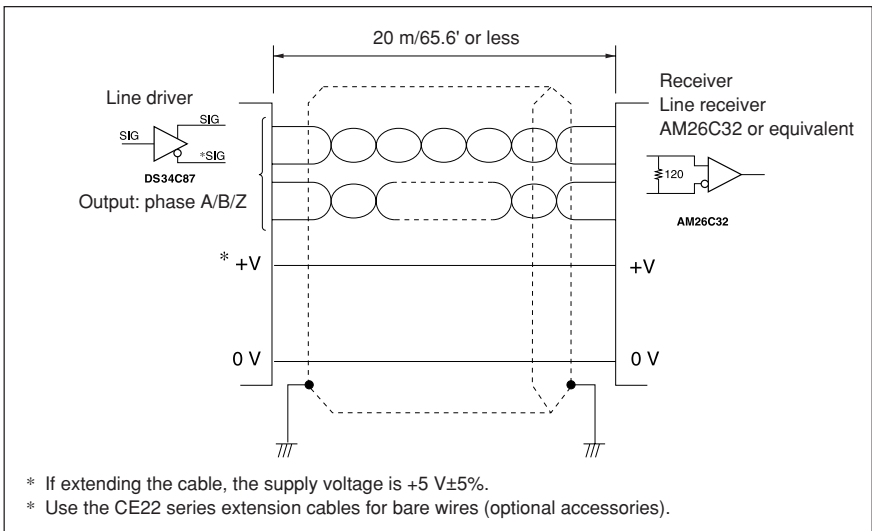 20 m/65.6' or less
Line driver
SIG
SIG
*SIG
DS34C87
Output: phase A/B/Z
Receiver
Line receiver
AM26C32 or equivalent
120
AM26C32
* +V
+V
0 V
0 V
* If extending the cable, the supply voltage is +5 V±5%.
* Use the CE22 series extension cables for bare wires (optional accessories).